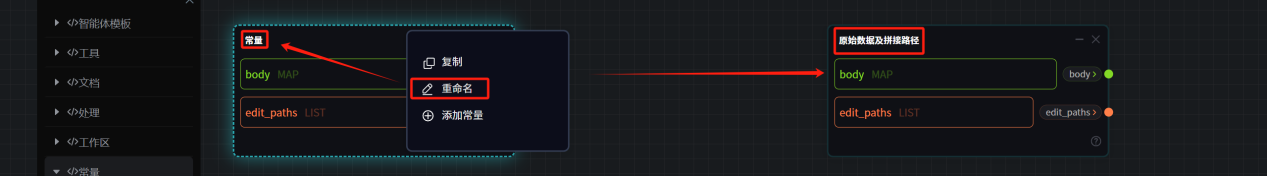 智能体模板
工具
文档
处理
工作区
常量
常量
body MAP
edit_paths LIST
复制
重命名
添加常量
原始数据及拼接路径
body MAP
body
edit_paths LIST
edit_paths